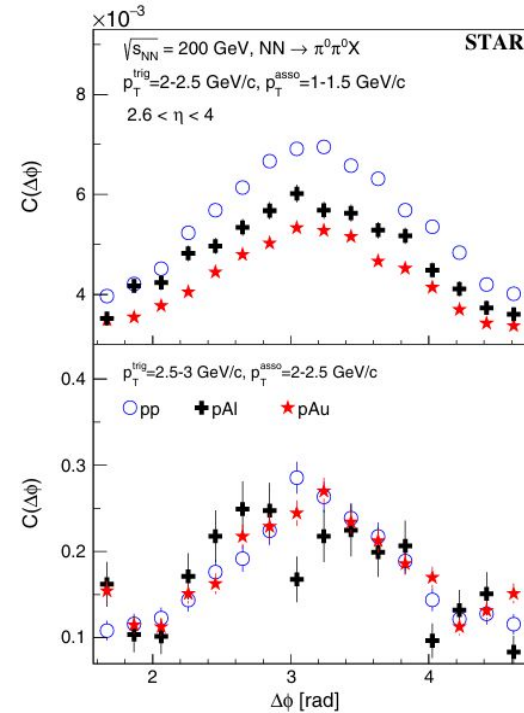 ×10⁻³
√s_NN = 200 GeV, NN → π⁰π⁰X
STAR
p_T^trig=2-2.5 GeV/c, p_T^asso=1-1.5 GeV/c
2.6 < η < 4
8
6
4
C(Δϕ)
p_T^trig=2.5-3 GeV/c, p_T^asso=2-2.5 GeV/c
pp pAl pAu
0.4
0.3
0.2
0.1
C(Δϕ)
2 3 4
Δϕ [rad]